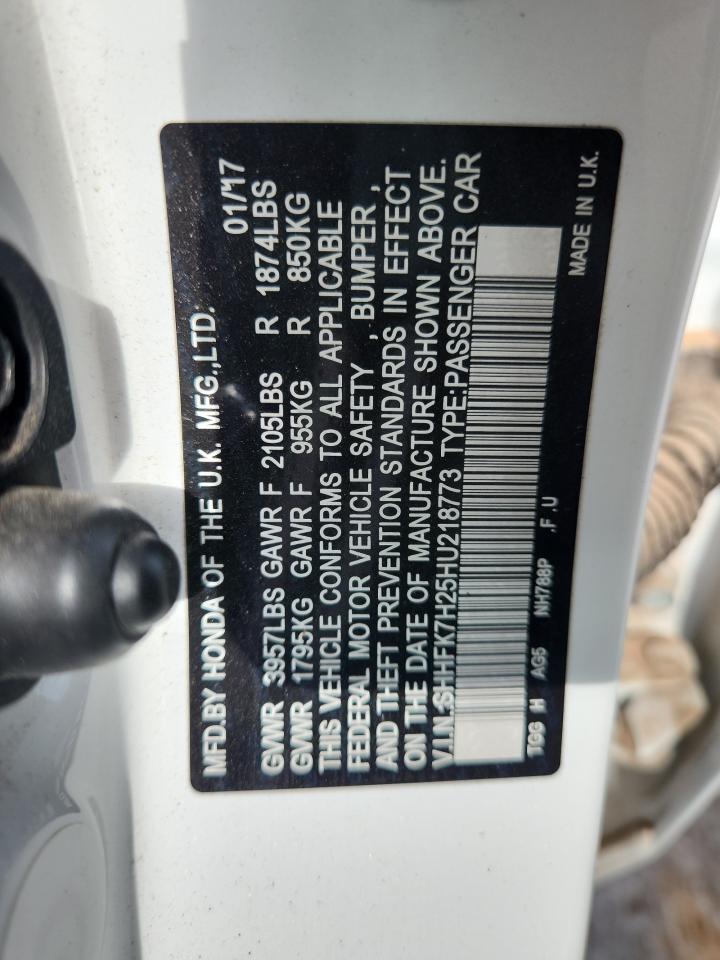 MFD.BY HONDA OF THE U.K. MFG.,LTD. 01/'17
GVWR 3957LBS GAWR F 2105LBS R 1874LBS
GVWR 1795KG GAWR F 955KG R 850KG
THIS VEHICLE CONFORMS TO ALL APPLICABLE
FEDERAL MOTOR VEHICLE SAFETY , BUMPER ,
AND THEFT PREVENTION STANDARDS IN EFFECT
ON THE DATE OF MANUFACTURE SHOWN ABOVE.
V.I.N:SHHFK7H25HU218773 TYPE:PASSENGER CAR
TGG H AG5 NH788P .F .U MADE IN U.K.